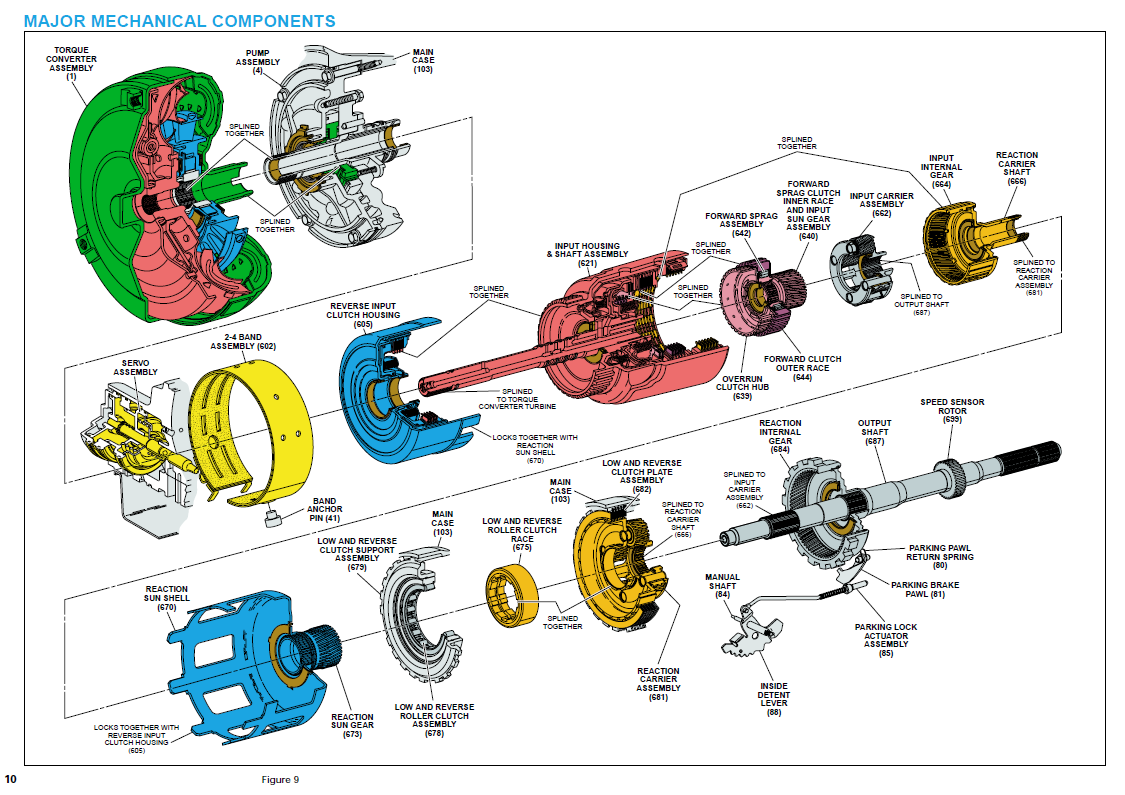 MAJOR MECHANICAL COMPONENTS
TORQUE
CONVERTER
ASSEMBLY
(1)
PUMP
ASSEMBLY
(4)
MAIN
CASE
(103)
SPLINED
TOGETHER
SPLINED
TOGETHER
SPLINED
TOGETHER
INPUT
INTERNAL
GEAR
(664)
REACTION
CARRIER
SHAFT
(666)
FORWARD
SPRAG CLUTCH
INNER RACE
AND INPUT
SUN GEAR
ASSEMBLY
(640)
INPUT CARRIER
ASSEMBLY
(662)
FORWARD SPRAG
ASSEMBLY
(642)
INPUT HOUSING
& SHAFT ASSEMBLY
(621)
SPLINED
TOGETHER
SPLINED
TOGETHER
SPLINED
TOGETHER
SPLINED TO
REACTION
CARRIER
ASSEMBLY
(681)
SPLINED TO
OUTPUT SHAFT
(687)
REVERSE INPUT
CLUTCH HOUSING
(605)
2-4 BAND
ASSEMBLY (602)
SERVO
ASSEMBLY
FORWARD CLUTCH
OUTER RACE
(644)
OVERRUN
CLUTCH HUB
(639)
SPLINED
TO TORQUE
CONVERTER TURBINE
LOCKS TOGETHER WITH
REACTION
SUN SHELL
(670)
SPEED SENSOR
ROTOR
(699)
REACTION
INTERNAL
GEAR
(684)
OUTPUT
SHAFT
(687)
BAND
ANCHOR
PIN (41)
MAIN
CASE
(103)
LOW AND REVERSE
CLUTCH PLATE
ASSEMBLY
(682)
SPLINED TO
INPUT
CARRIER
ASSEMBLY
(662)
SPLINED TO
REACTION
CARRIER
SHAFT
(666)
MAIN
CASE
(103)
LOW AND REVERSE
ROLLER CLUTCH
RACE
(675)
LOW AND REVERSE
CLUTCH SUPPORT
ASSEMBLY
(679)
PARKING PAWL
RETURN SPRING
(80)
PARKING BRAKE
PAWL (81)
MANUAL
SHAFT
(84)
REACTION
SUN SHELL
(670)
SPLINED
TOGETHER
PARKING LOCK
ACTUATOR
ASSEMBLY
(85)
REACTION
CARRIER
ASSEMBLY
(681)
INSIDE
DETENT
LEVER
(88)
LOW AND REVERSE
ROLLER CLUTCH
ASSEMBLY
(678)
REACTION
SUN GEAR
(673)
LOCKS TOGETHER WITH
REVERSE INPUT
CLUTCH HOUSING
(605)
10
Figure 9